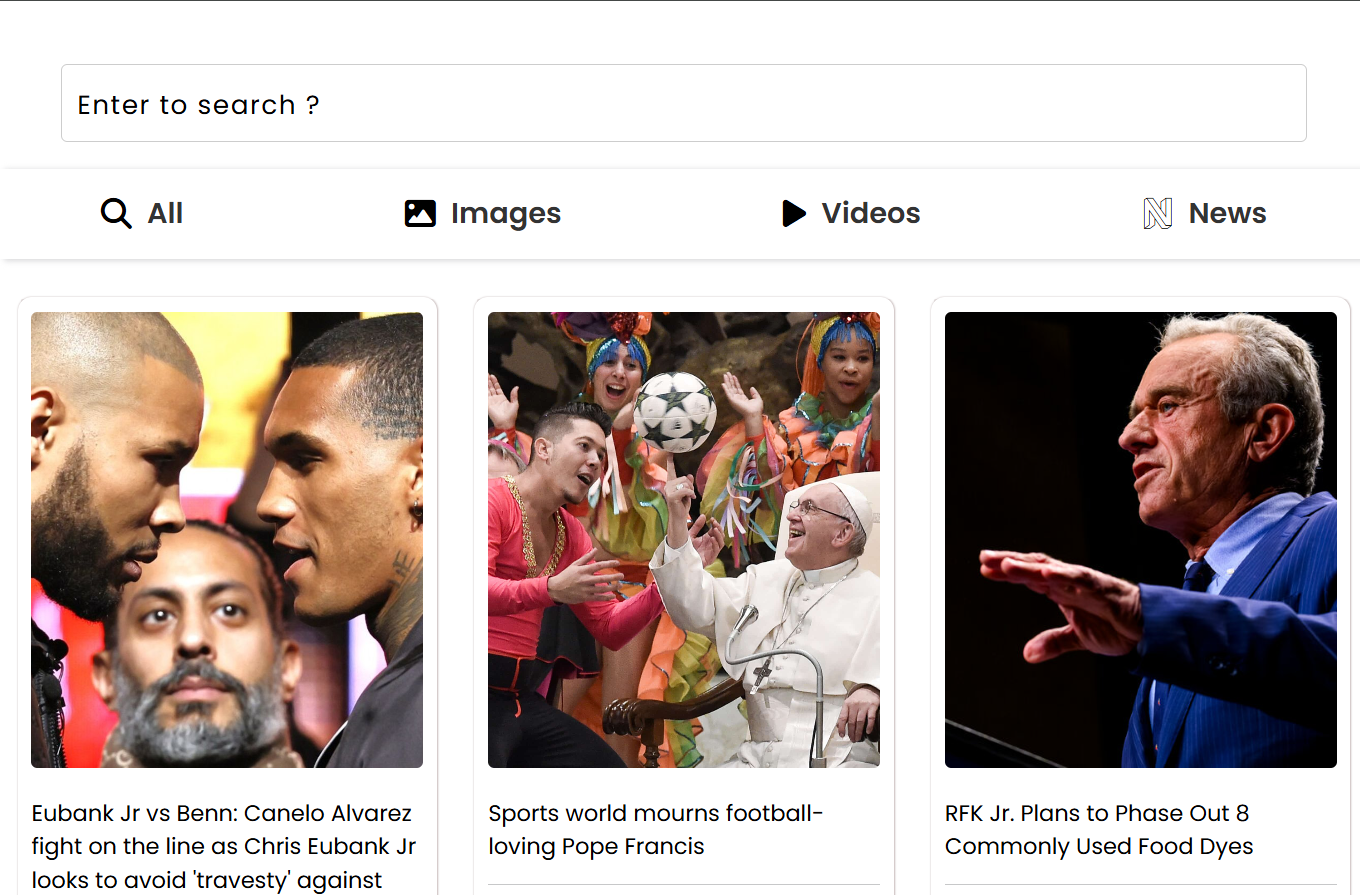 Enter to search ?
All
Images
Videos
News
Eubank Jr vs Benn: Canelo Alvarez
fight on the line as Chris Eubank Jr
looks to avoid 'travesty' against
Sports world mourns football-
loving Pope Francis
RFK Jr. Plans to Phase Out 8
Commonly Used Food Dyes